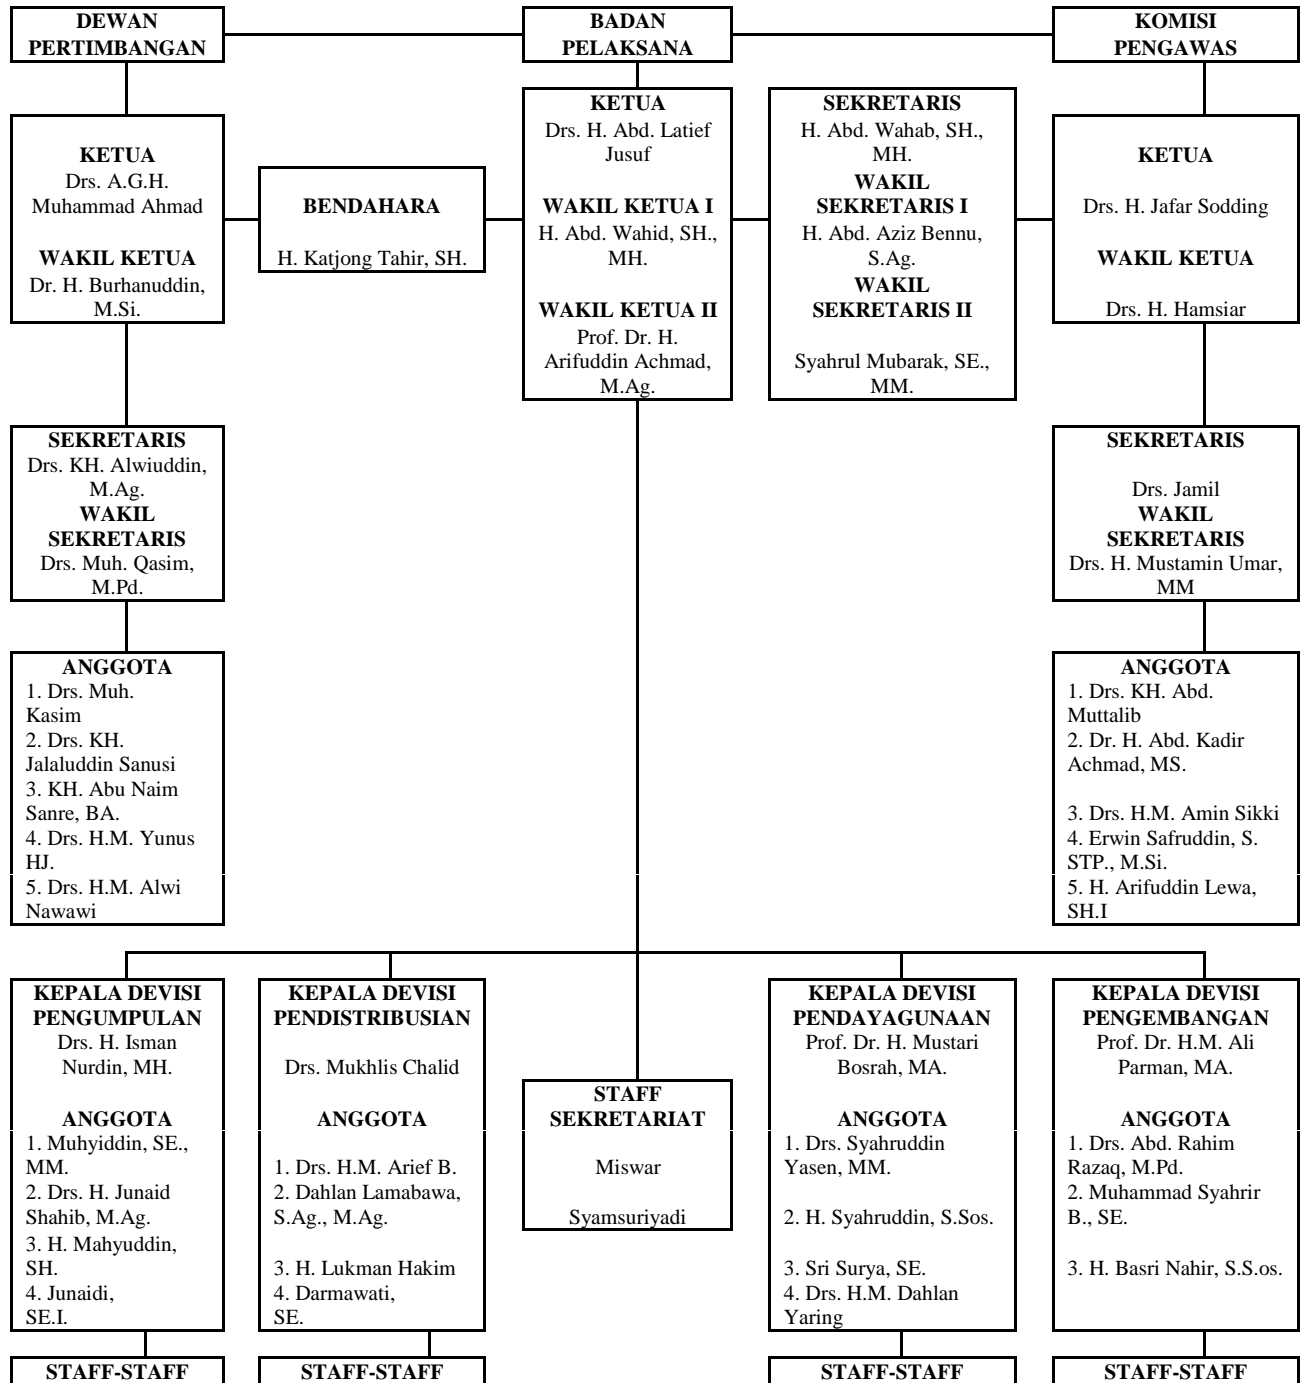 DEWAN
PERTIMBANGAN
BADAN
PELAKSANA
KOMISI
PENGAWAS
KETUA
Drs. A.G.H.
Muhammad Ahmad
WAKIL KETUA
Dr. H. Burhanuddin,
M.Si.
BENDAHARA
H. Katjong Tahir, SH.
KETUA
Drs. H. Abd. Latief
Jusuf
WAKIL KETUA I
H. Abd. Wahid, SH.,
MH.
WAKIL KETUA II
Prof. Dr. H.
Arifuddin Achmad,
M.Ag.
SEKRETARIS
H. Abd. Wahab, SH.,
MH.
WAKIL
SEKRETARIS I
H. Abd. Aziz Bennu,
S.Ag.
WAKIL
SEKRETARIS II
Syahrul Mubarak, SE.,
MM.
KETUA
Drs. H. Jafar Sodding
WAKIL KETUA
Drs. H. Hamsiar
SEKRETARIS
Drs. KH. Alwiuddin,
M.Ag.
WAKIL
SEKRETARIS
Drs. Muh. Qasim,
M.Pd.
SEKRETARIS
Drs. Jamil
WAKIL
SEKRETARIS
Drs. H. Mustamin Umar,
MM
ANGGOTA
1. Drs. Muh.
Kasim
2. Drs. KH.
Jalaluddin Sanusi
3. KH. Abu Naim
Sanre, BA.
4. Drs. H.M. Yunus
HJ.
5. Drs. H.M. Alwi
Nawawi
ANGGOTA
1. Drs. KH. Abd.
Muttalib
2. Dr. H. Abd. Kadir
Achmad, MS.
3. Drs. H.M. Amin Sikki
4. Erwin Safruddin, S.
STP., M.Si.
5. H. Arifuddin Lewa,
SH.I
KEPALA DEVISI
PENGUMPULAN
Drs. H. Isman
Nurdin, MH.
ANGGOTA
1. Muhyiddin, SE.,
MM.
2. Drs. H. Junaid
Shahib, M.Ag.
3. H. Mahyuddin,
SH.
4. Junaidi,
SE.I.
KEPALA DEVISI
PENDISTRIBUSIAN
Drs. Mukhlis Chalid
ANGGOTA
1. Drs. H.M. Arief B.
2. Dahlan Lamabawa,
S.Ag., M.Ag.
3. H. Lukman Hakim
4. Darmawati,
SE.
STAFF
SEKRETARIAT
Miswar
Syamsuriyadi
KEPALA DEVISI
PENDAYAGUNAAN
Prof. Dr. H. Mustari
Bosrah, MA.
ANGGOTA
1. Drs. Syahruddin
Yasen, MM.
2. H. Syahruddin, S.Sos.
3. Sri Surya, SE.
4. Drs. H.M. Dahlan
Yaring
KEPALA DEVISI
PENGEMBANGAN
Prof. Dr. H.M. Ali
Parman, MA.
ANGGOTA
1. Drs. Abd. Rahim
Razaq, M.Pd.
2. Muhammad Syahrir
B., SE.
3. H. Basri Nahir, S.S.os.
STAFF-STAFF
STAFF-STAFF
STAFF-STAFF
STAFF-STAFF